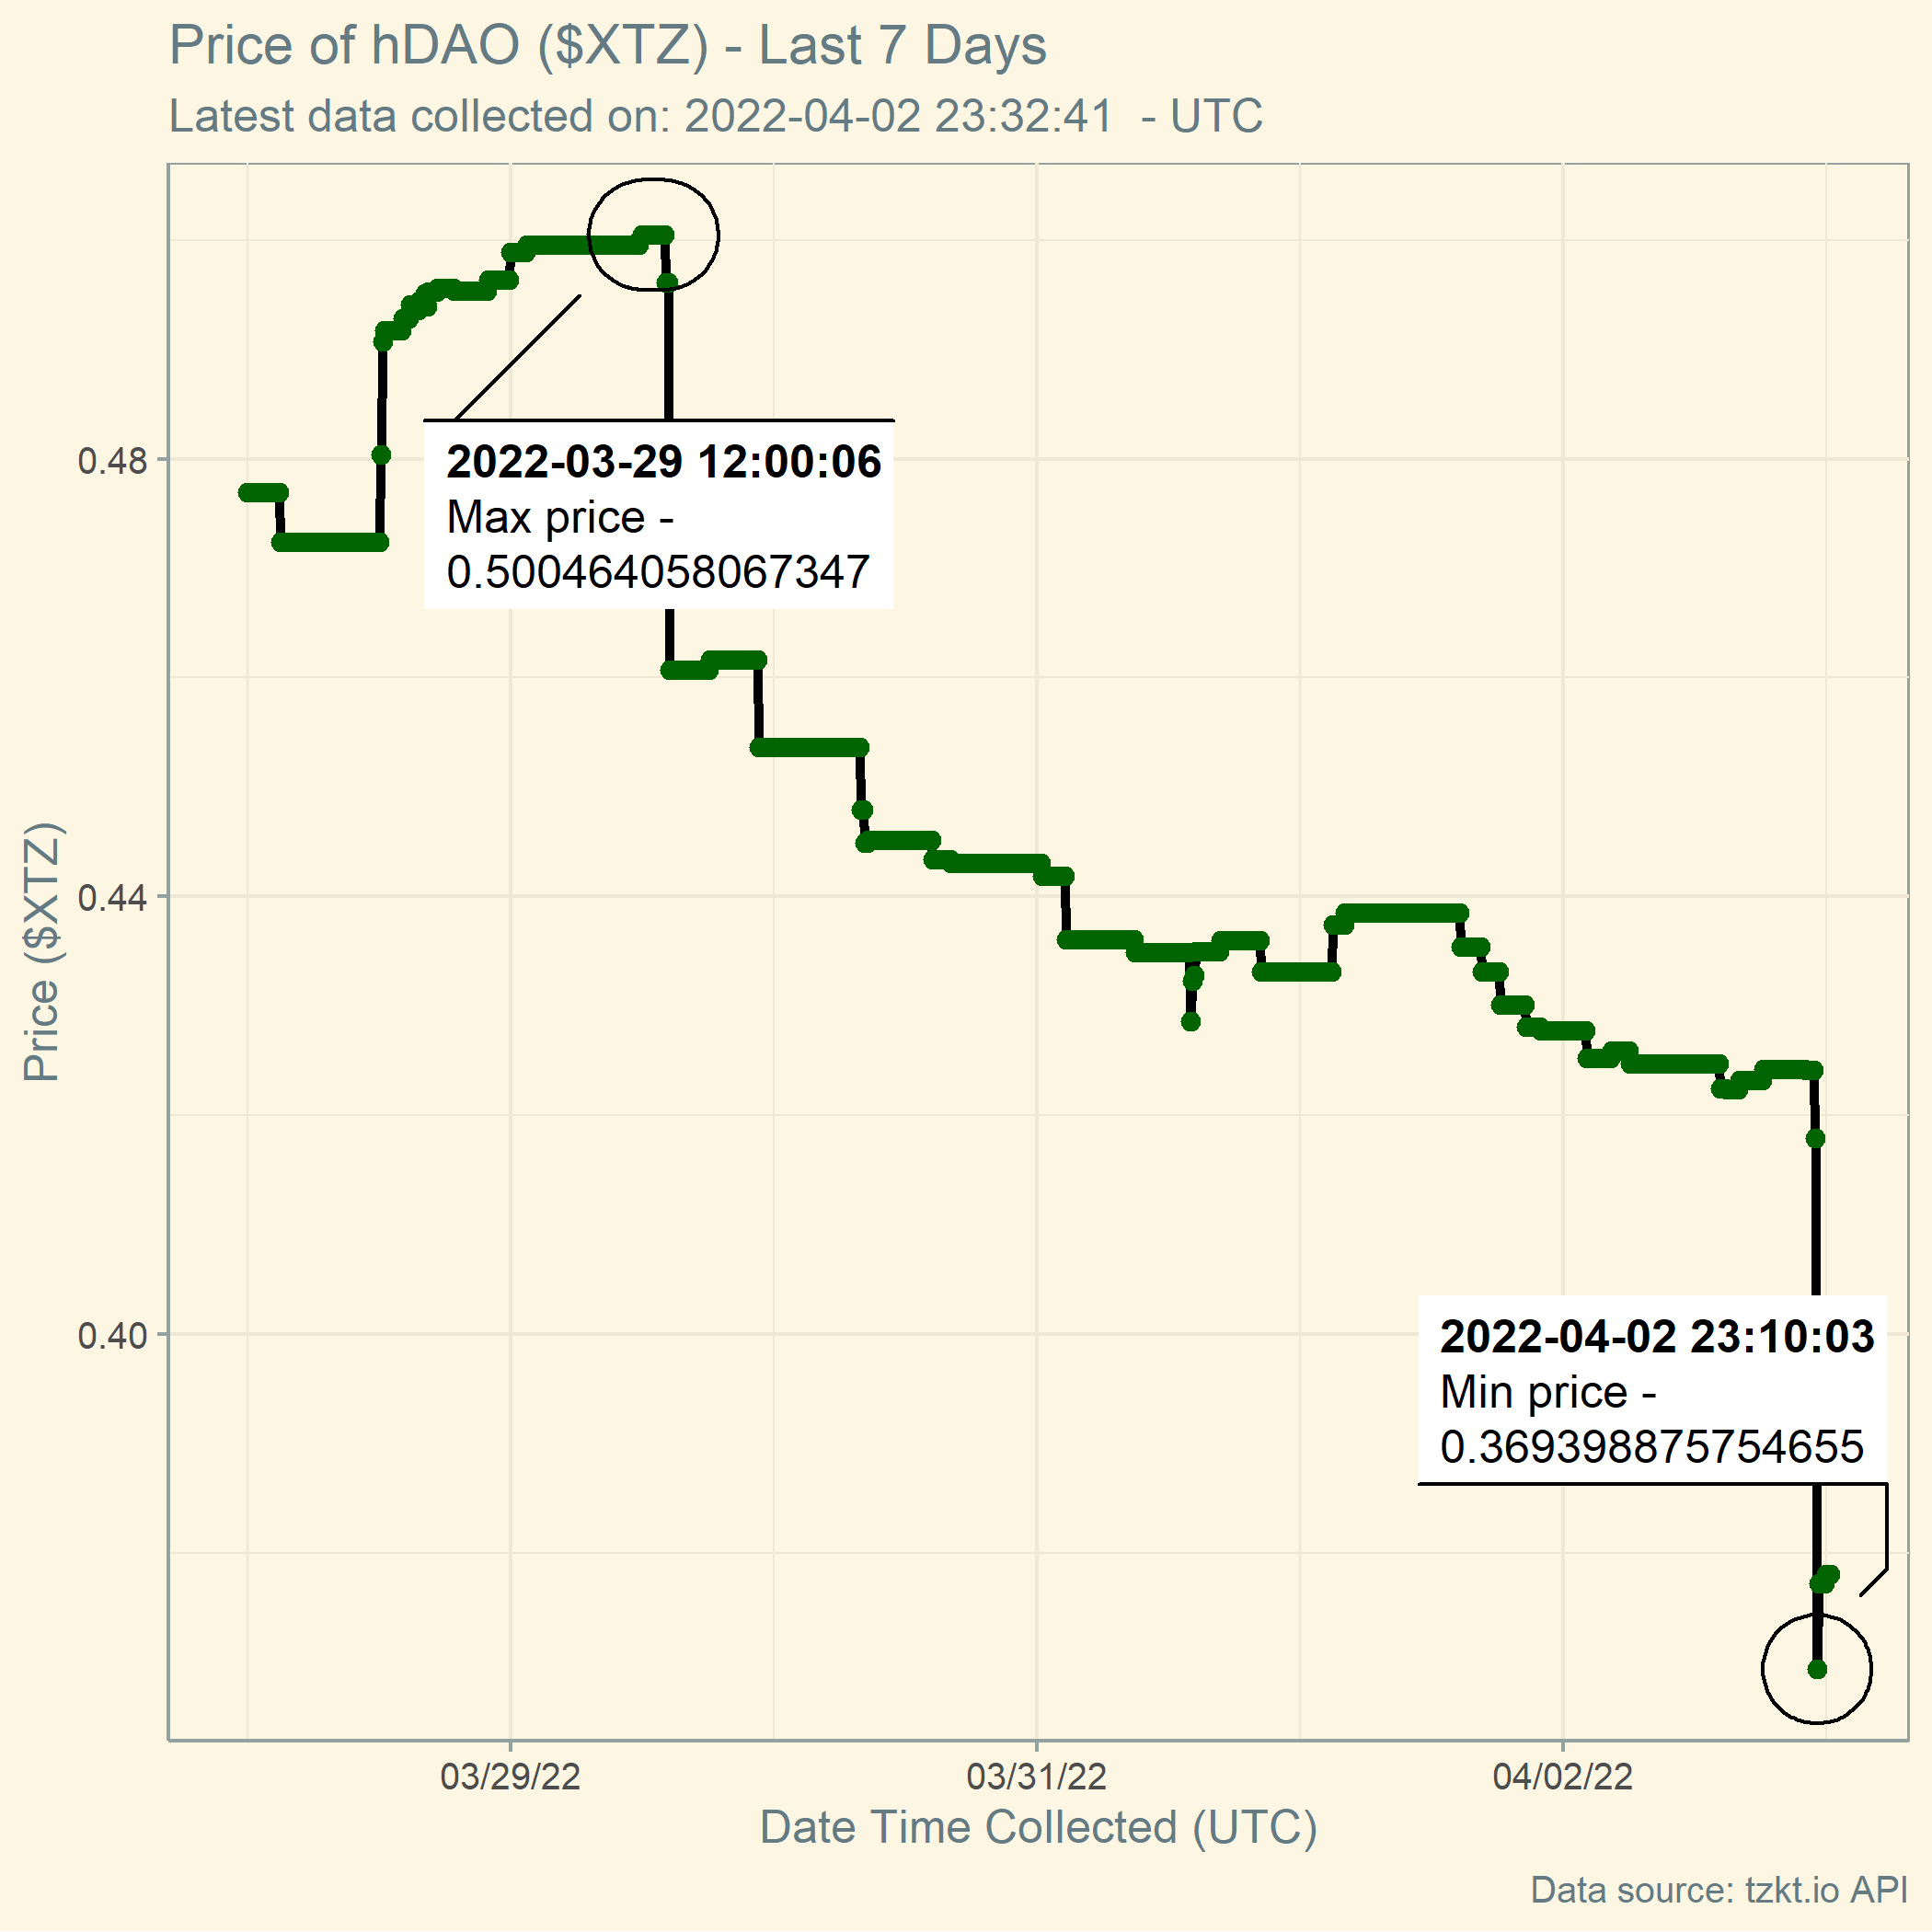 Price of hDAO ($XTZ) - Last 7 Days
Latest data collected on: 2022-04-02 23:32:41  - UTC
2022-03-29 12:00:06
Max price -
0.500464058067347
0.48
0.44
0.40
Price ($XTZ)
2022-04-02 23:10:03
Min price -
0.369398875754655
03/29/22
03/31/22
04/02/22
Date Time Collected (UTC)
Data source: tzkt.io API